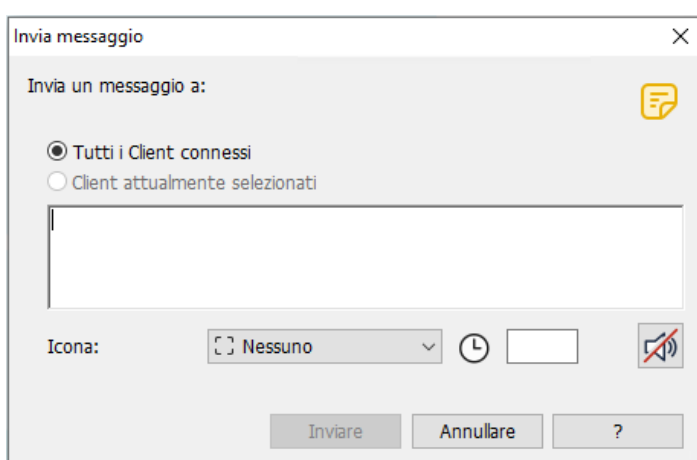 Invia messaggio
Invia un messaggio a:
Tutti i Client connessi
Client attualmente selezionati
Icona:
Nessuno
Inviare
Annullare
?